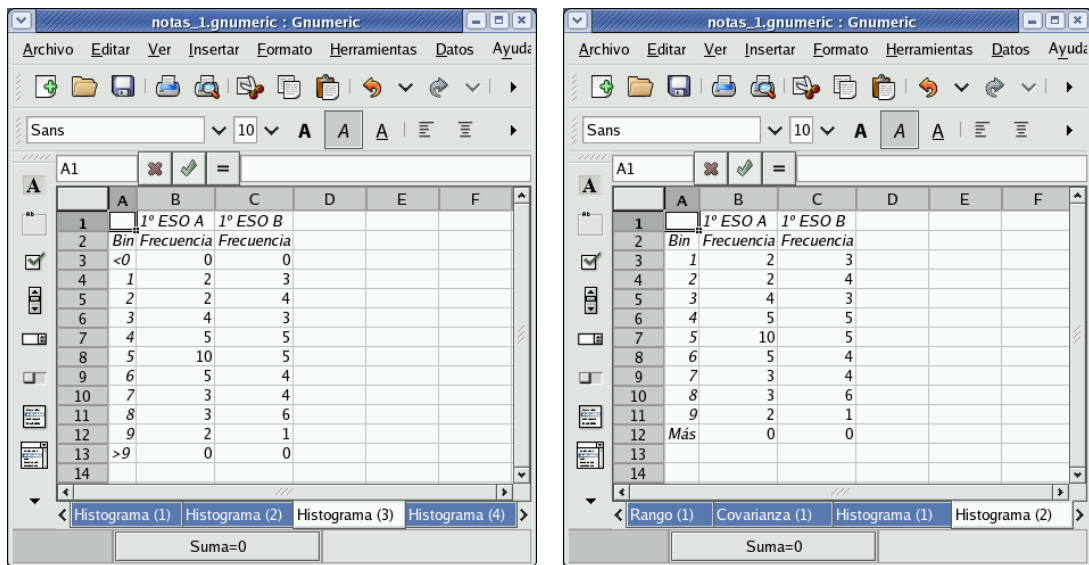 notas_1.gnumeric : Gnumeric
Archivo Editar Ver Insertar Formato Herramientas Datos Ayuda
Sans 10 A A A
A1 =
A
Ab
A B C D E F
1 1º ESO A 1º ESO B
2 Bin Frecuencia Frecuencia
3 <0 0 0
4 1 2 3
5 2 2 4
6 3 4 3
7 4 5 5
8 5 10 5
9 6 5 4
10 7 3 4
11 8 3 6
12 9 2 1
13 >9 0 0
14
Histograma (1) Histograma (2) Histograma (3) Histograma (4)
Suma=0
notas_1.gnumeric : Gnumeric
Archivo Editar Ver Insertar Formato Herramientas Datos Ayuda
Sans 10 A A A
A1 =
A
Ab
A B C D E F
1 1º ESO A 1º ESO B
2 Bin Frecuencia Frecuencia
3 1 2 3
4 2 2 4
5 3 4 3
6 4 5 5
7 5 10 5
8 6 5 4
9 7 3 4
10 8 3 6
11 9 2 1
12 Más 0 0
13
14
Rango (1) Covarianza (1) Histograma (1) Histograma (2)
Suma=0